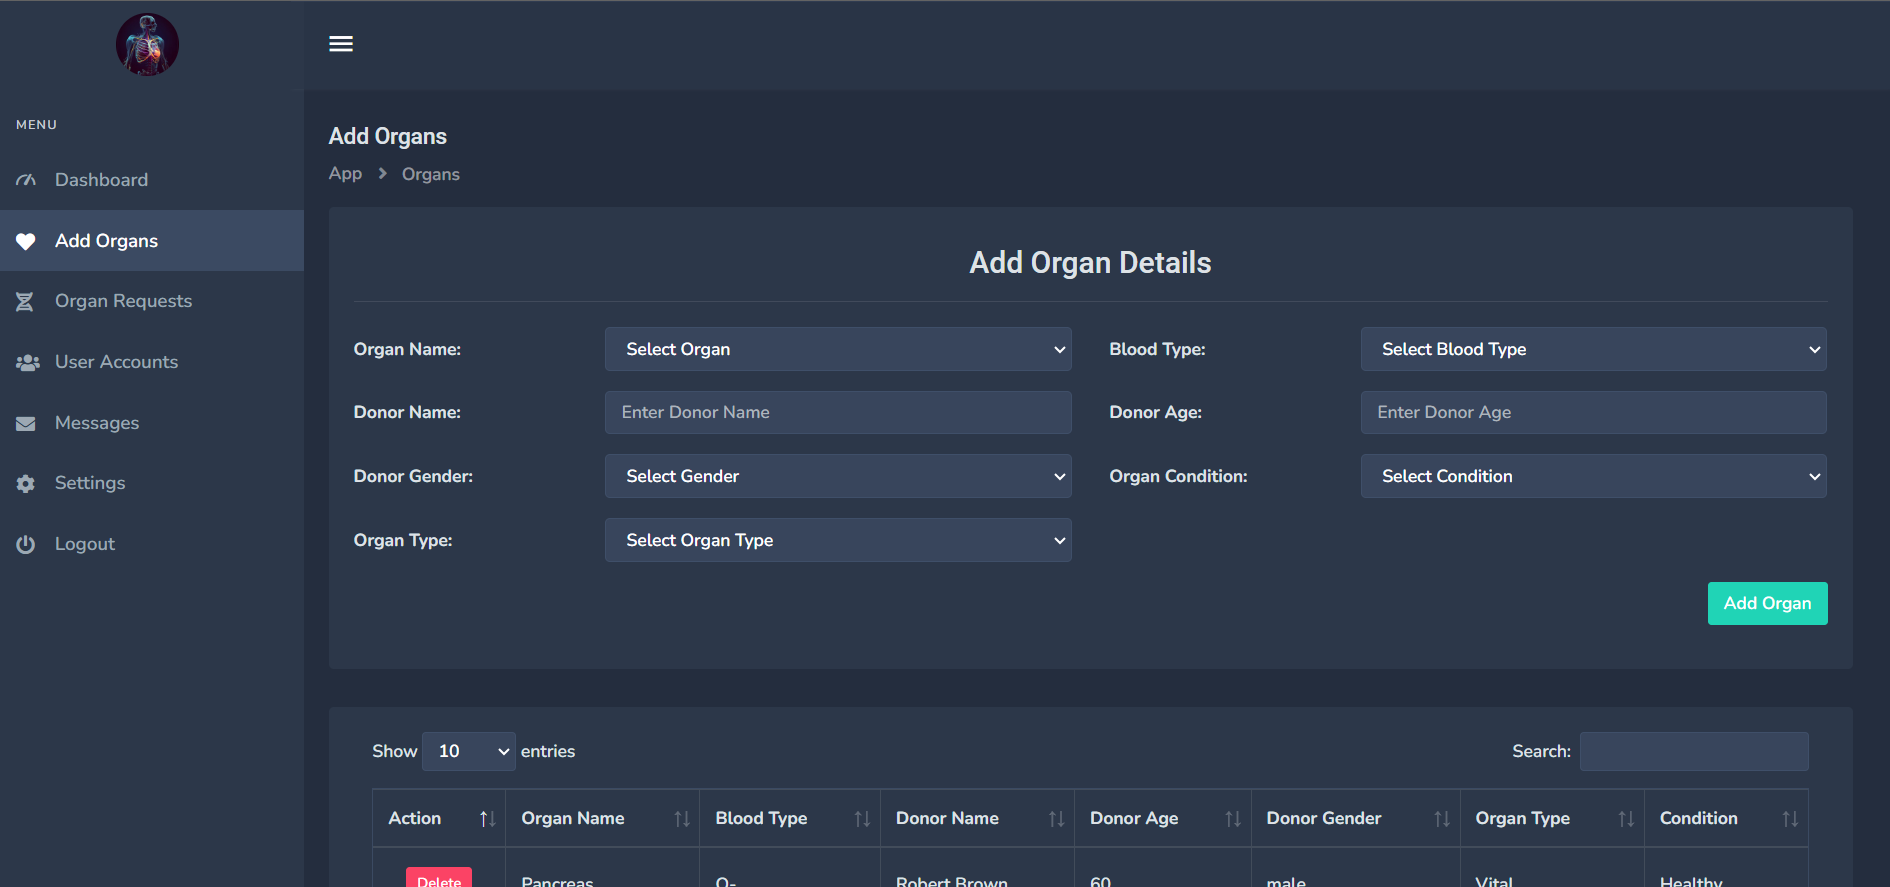 MENU
Dashboard
Add Organs
Organ Requests
User Accounts
Messages
Settings
Logout
Add Organs
App > Organs
Add Organ Details
Organ Name: Select Organ Blood Type: Select Blood Type
Donor Name: Enter Donor Name Donor Age: Enter Donor Age
Donor Gender: Select Gender Organ Condition: Select Condition
Organ Type: Select Organ Type
Add Organ
Show 10 entries Search:
Action Organ Name Blood Type Donor Name Donor Age Donor Gender Organ Type Condition
Delete Pancreas O- Robert Brown 60 male Vital Healthy